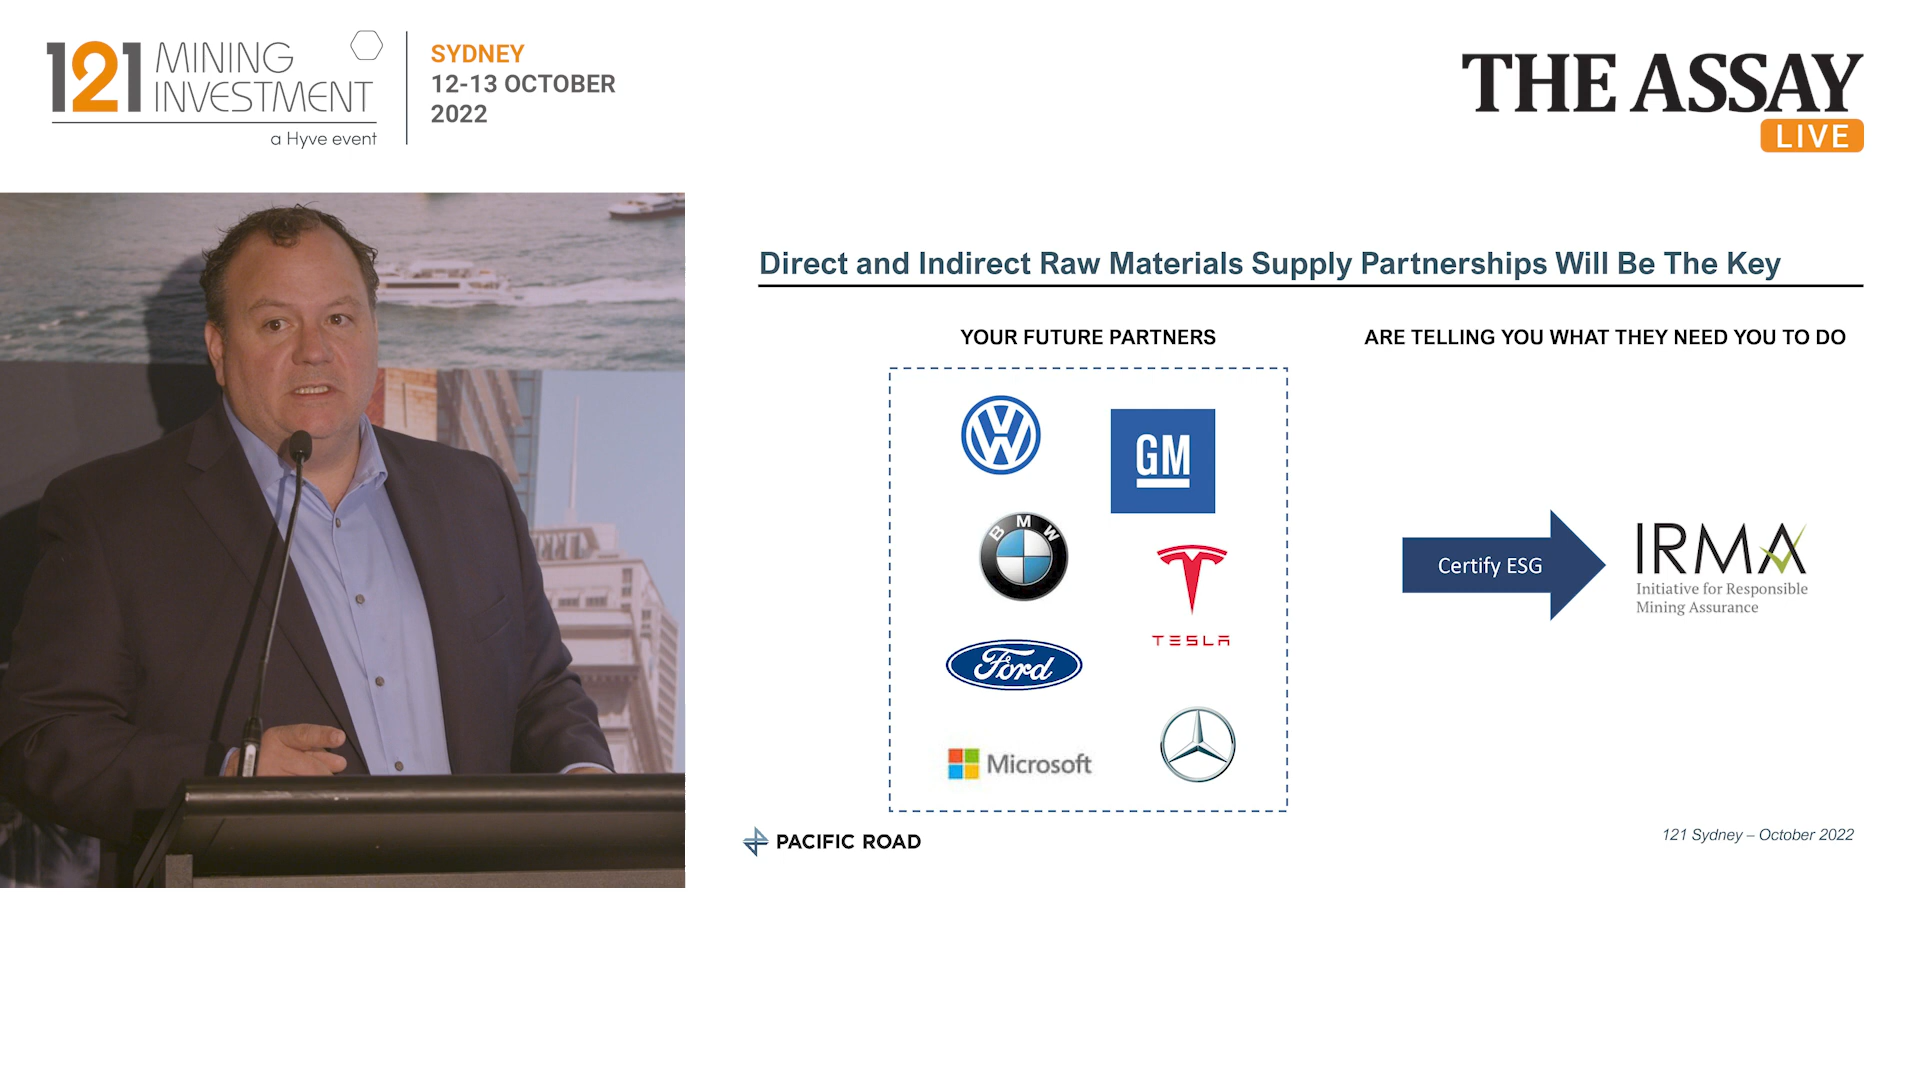 121 MINING
INVESTMENT
a Hyve event
SYDNEY
12-13 OCTOBER
2022
THE ASSAY
LIVE
Direct and Indirect Raw Materials Supply Partnerships Will Be The Key
YOUR FUTURE PARTNERS
ARE TELLING YOU WHAT THEY NEED YOU TO DO
VW
GM
BMW
TESLA
Ford
Microsoft
Certify ESG
IRMA
Initiative for Responsible
Mining Assurance
PACIFIC ROAD
121 Sydney – October 2022